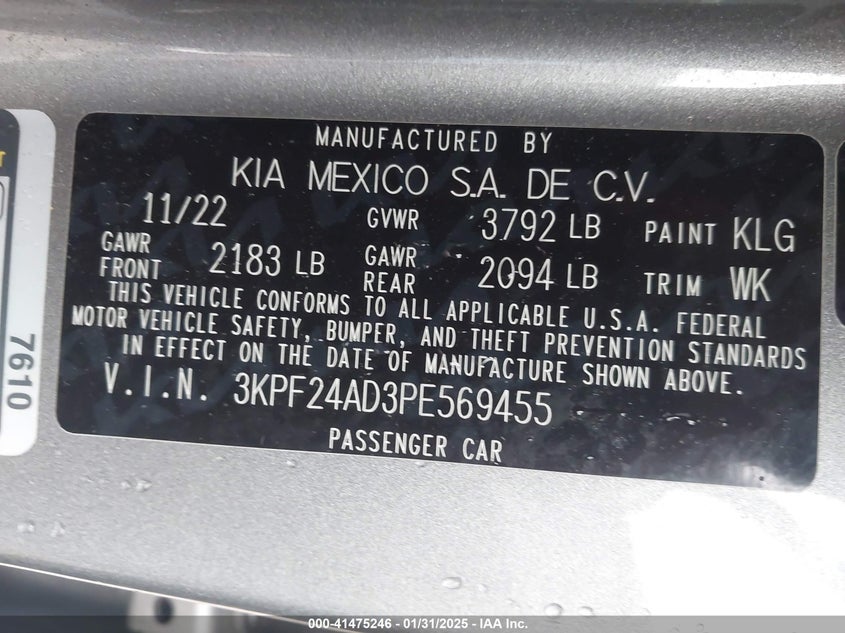 MANUFACTURED BY
KIA MEXICO S.A. DE C.V.
11/22 GVWR 3792 LB PAINT KLG
GAWR FRONT 2183 LB GAWR REAR 2094 LB TRIM WK
THIS VEHICLE CONFORMS TO ALL APPLICABLE U.S.A. FEDERAL
MOTOR VEHICLE SAFETY, BUMPER, AND THEFT PREVENTION STANDARDS
IN EFFECT ON THE DATE OF MANUFACTURE SHOWN ABOVE.
V.I.N. 3KPF24AD3PE569455
PASSENGER CAR
7610
000-41475246 - 01/31/2025 - IAA Inc.